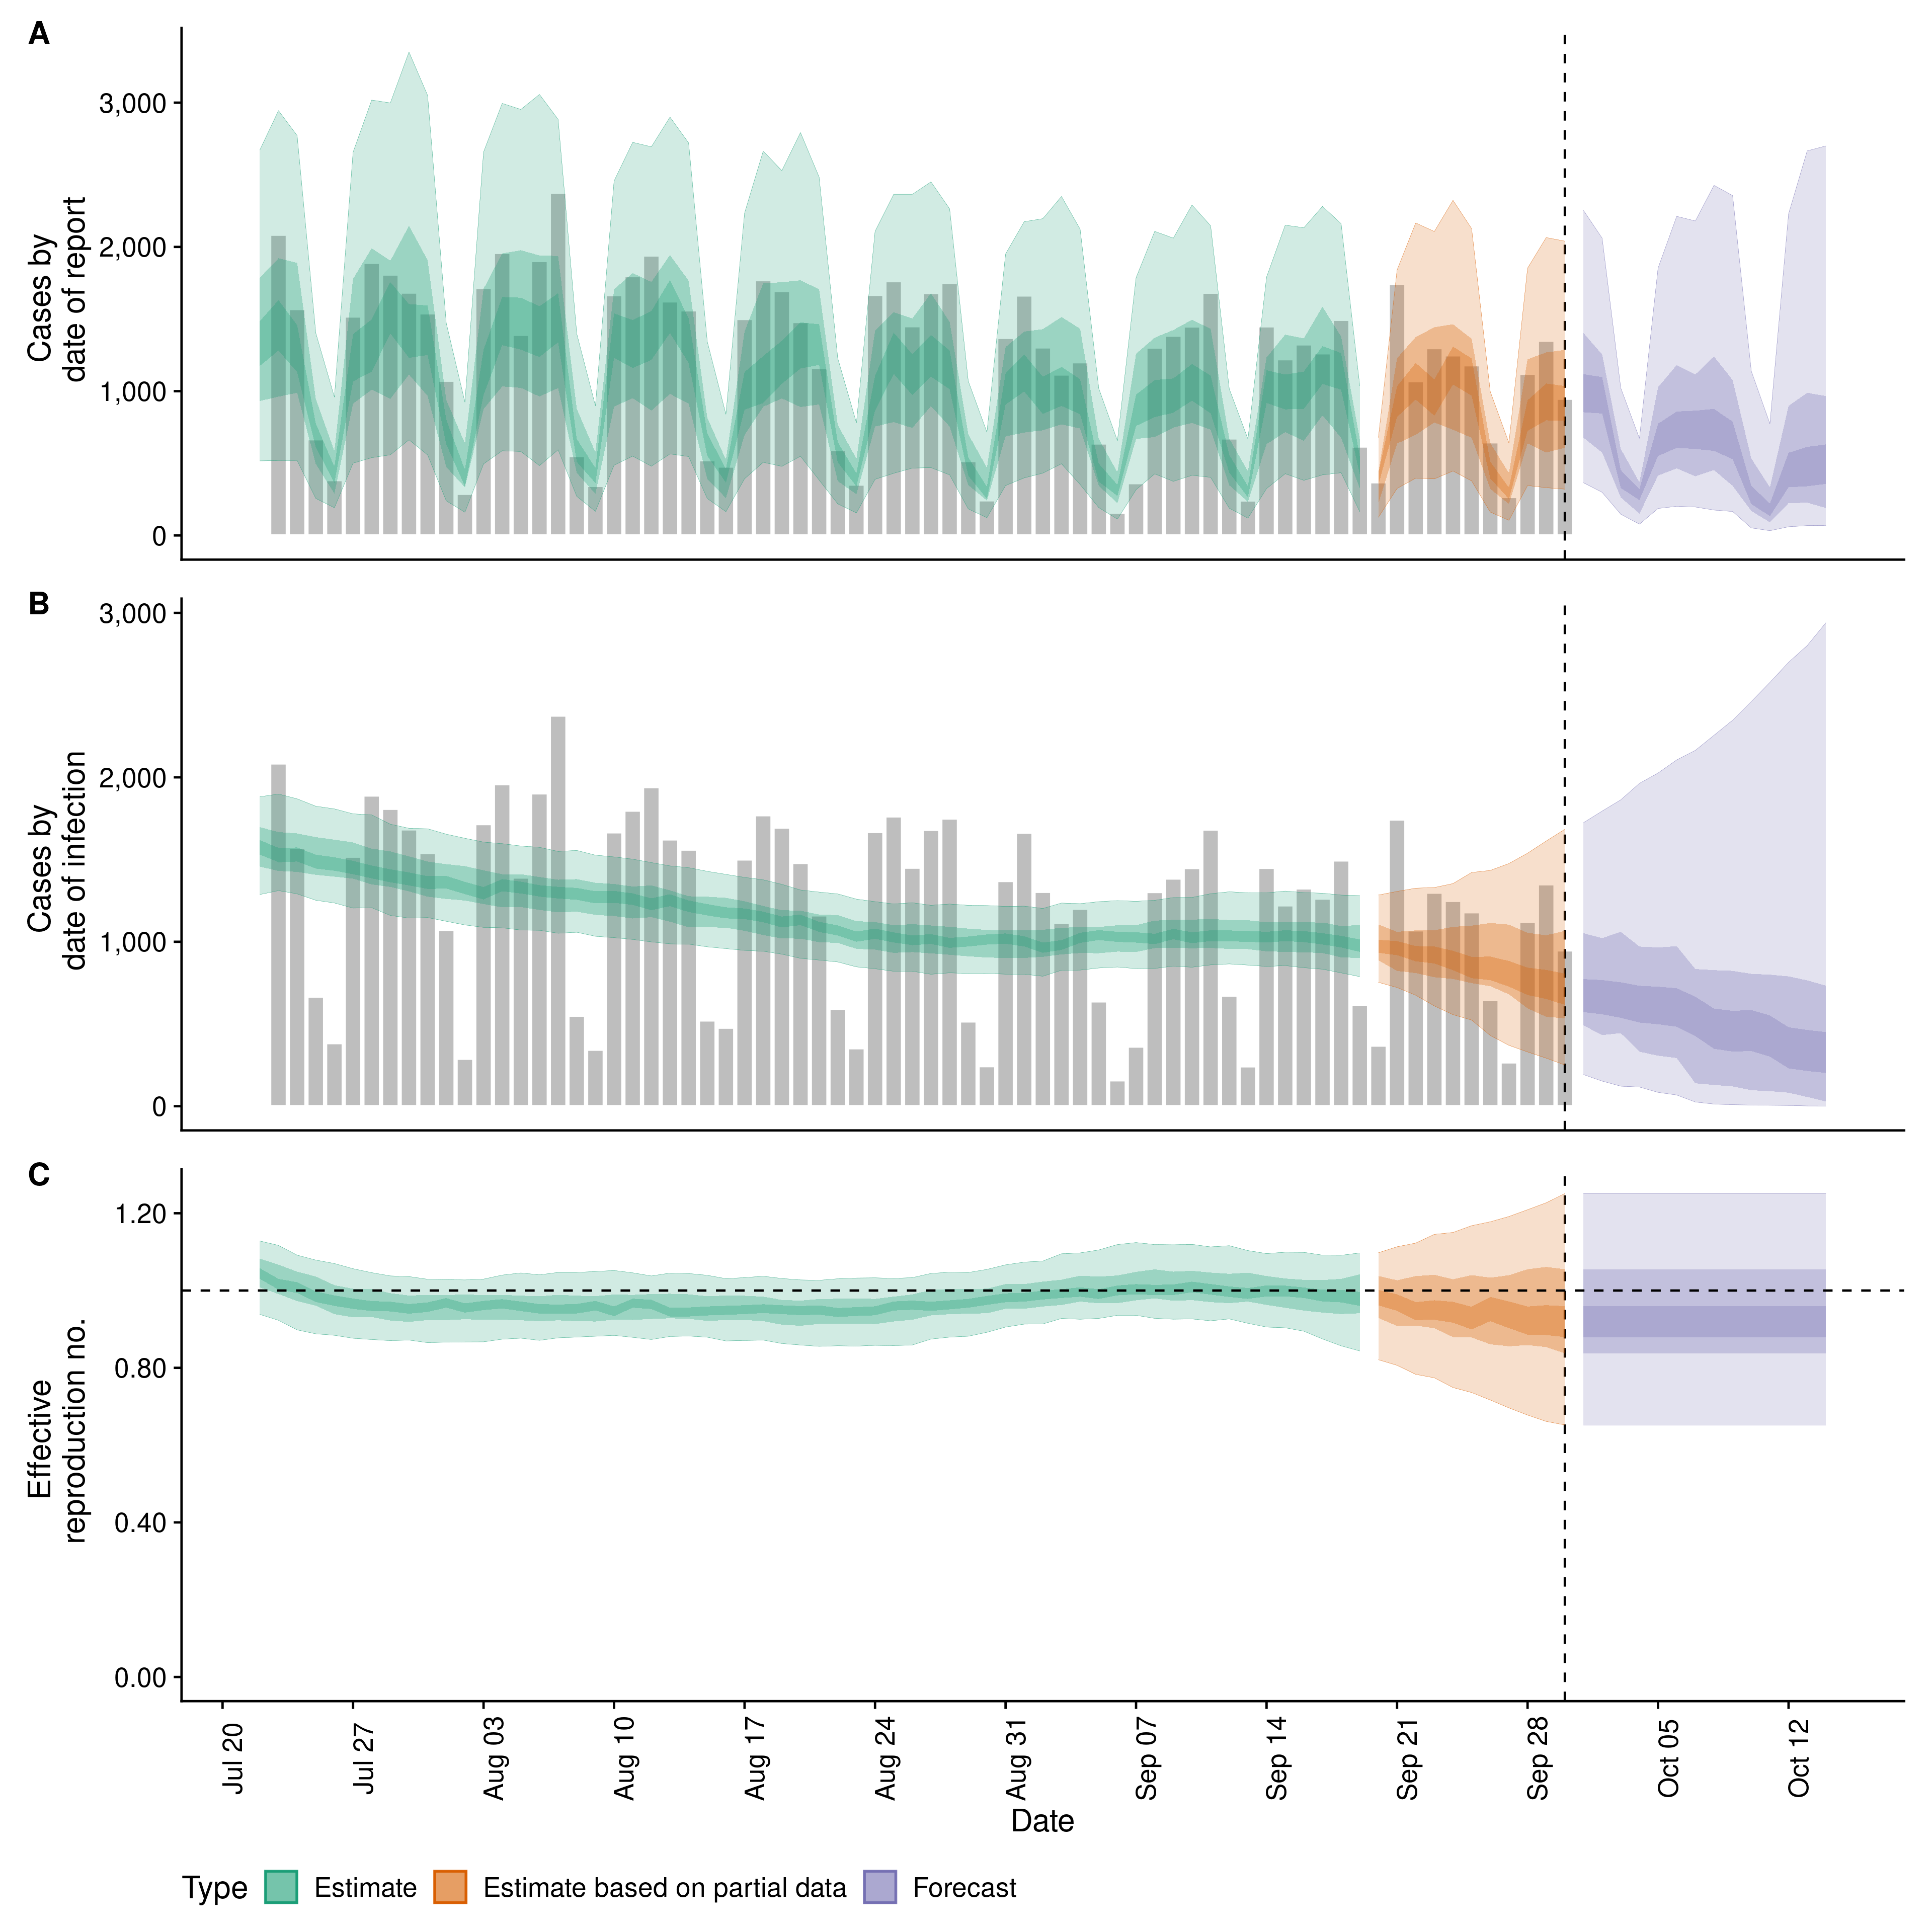 A
Cases by
date of report
3,000
2,000
1,000
0
B
Cases by
date of infection
3,000
2,000
1,000
0
C
Effective
reproduction no.
1.20
0.80
0.40
0.00
Jul 20
Jul 27
Aug 03
Aug 10
Aug 17
Aug 24
Aug 31
Sep 07
Sep 14
Sep 21
Sep 28
Oct 05
Oct 12
Date
Type Estimate Estimate based on partial data Forecast